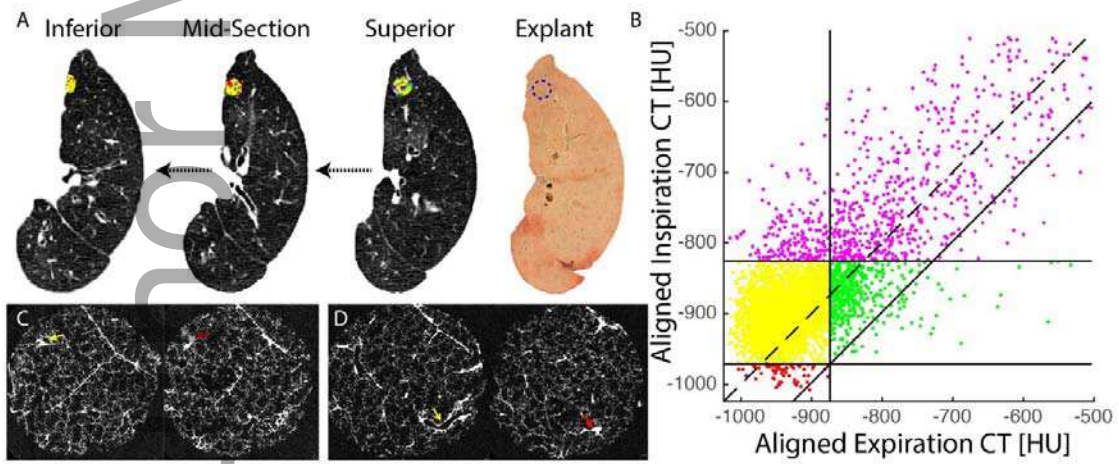 A
Inferior
Mid-Section
Superior
Explant
B
-500
-600
-700
-800
-900
-1000
Aligned Inspiration CT [HU]
-1000
-900
-800
-700
-600
-500
Aligned Expiration CT [HU]
C
D